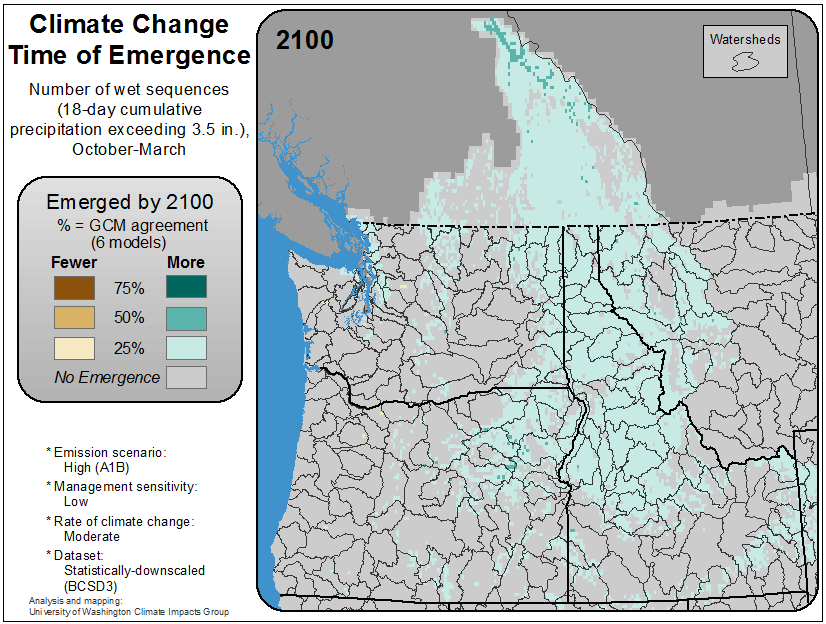 Climate Change
Time of Emergence
Number of wet sequences
(18-day cumulative
precipitation exceeding 3.5 in.),
October-March
Emerged by 2100
% = GCM agreement
(6 models)
Fewer More
75%
50%
25%
No Emergence
* Emission scenario:
High (A1B)
* Management sensitivity:
Low
* Rate of climate change:
Moderate
* Dataset:
Statistically-downscaled
(BCSD3)
Analysis and mapping:
University of Washington Climate Impacts Group
2100
Watersheds